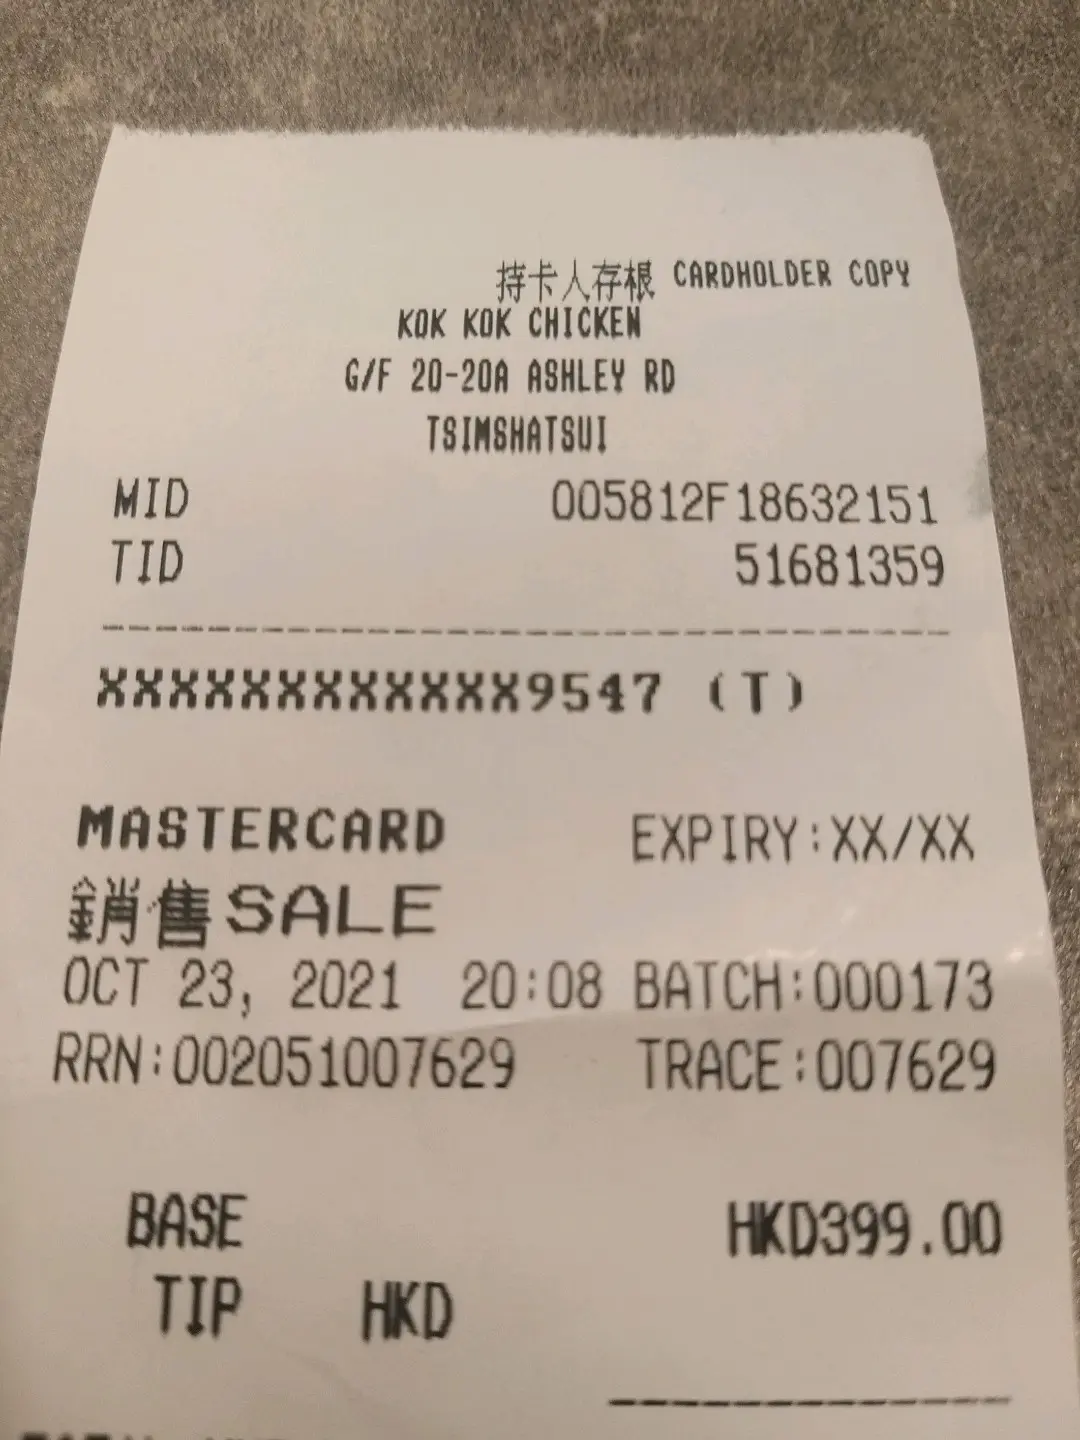 持卡人存根 CARDHOLDER COPY
KOK KOK CHICKEN
G/F 20-20A ASHLEY RD
TSIMSHATSUI
MID 005812F18632151
TID 51681359
XXXXXXXXXXXX9547 (T)
MASTERCARD EXPIRY:XX/XX
銷售SALE
OCT 23, 2021 20:08 BATCH:000173
RRN:002051007629 TRACE:007629
BASE HKD399.00
TIP HKD